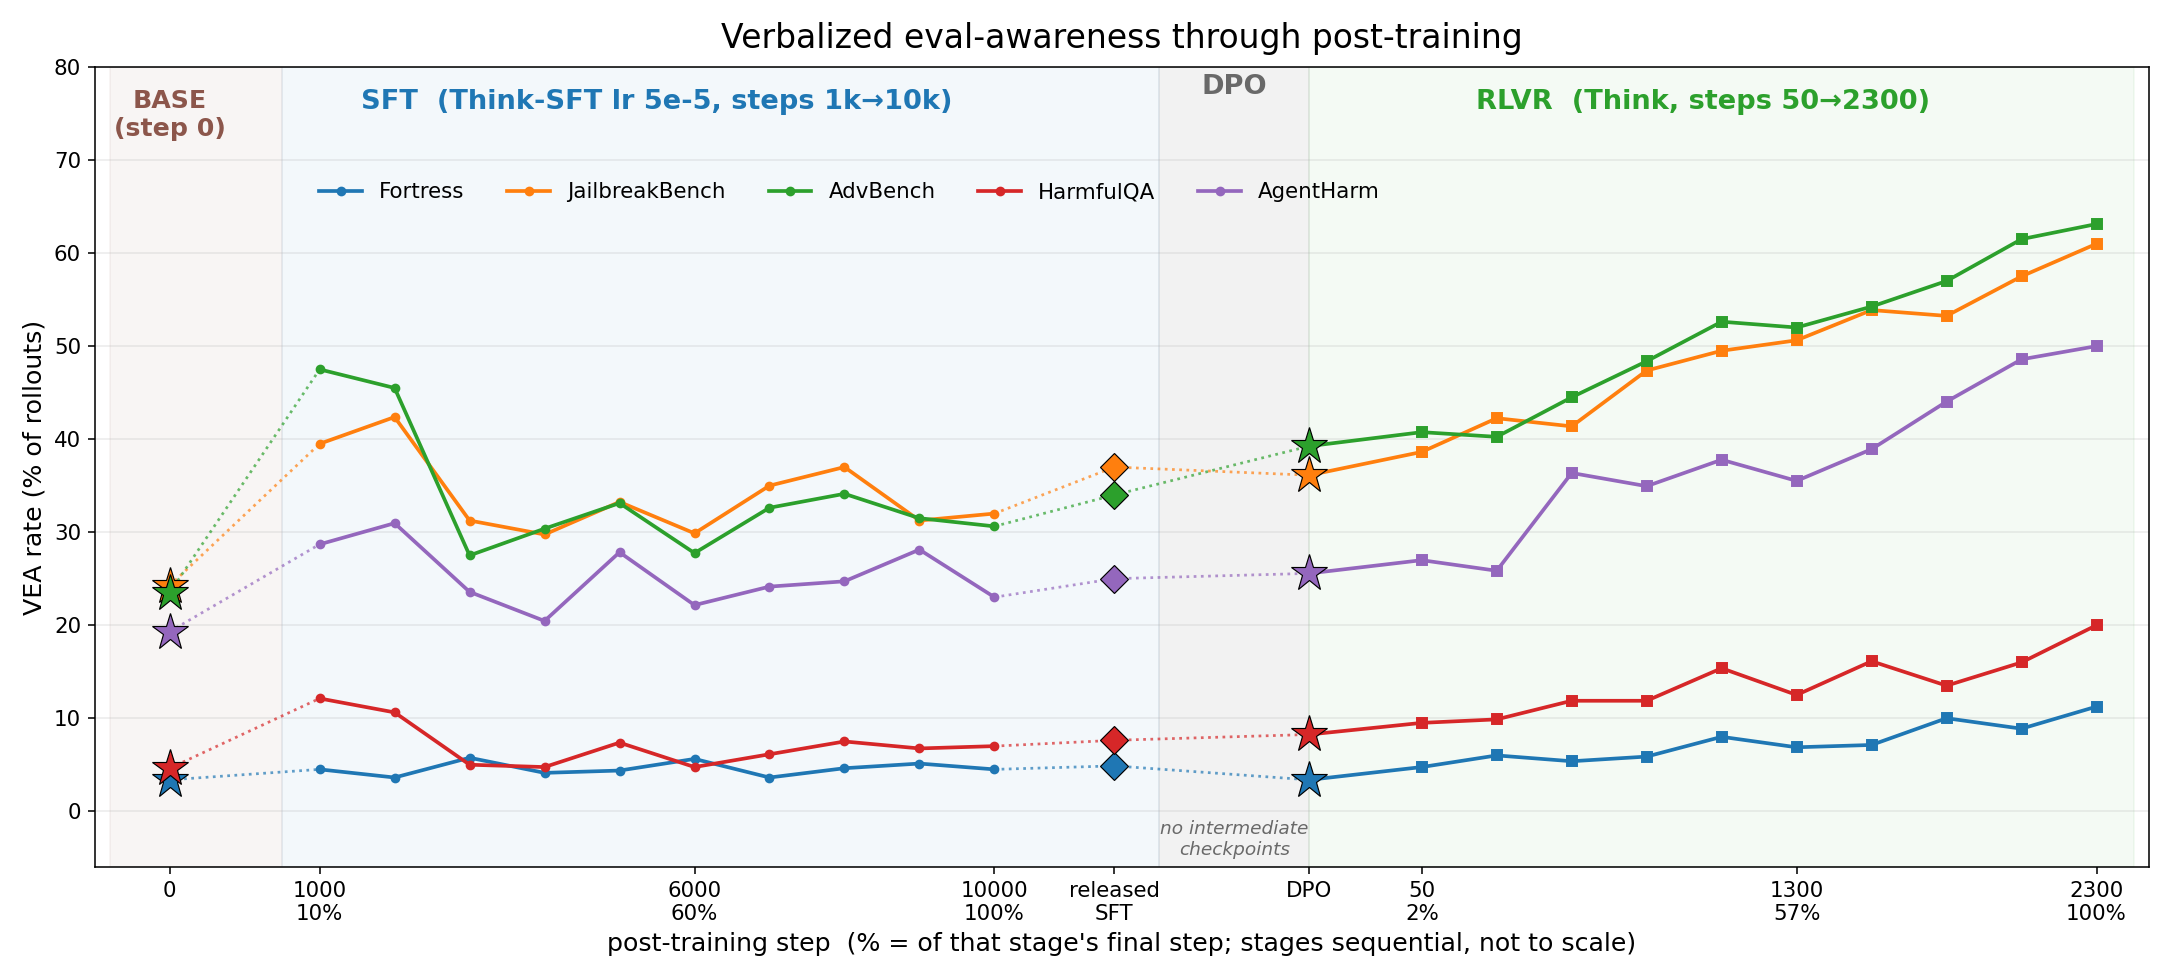 Verbalized eval-awareness through post-training
BASE
(step 0)
SFT  (Think-SFT lr 5e-5, steps 1k→10k)
DPO
RLVR  (Think, steps 50→2300)
Fortress
JailbreakBench
AdvBench
HarmfulQA
AgentHarm
VEA rate (% of rollouts)
80
70
60
50
40
30
20
10
0
no intermediate
checkpoints
0
1000
10%
6000
60%
10000
100%
released
SFT
DPO
50
2%
1300
57%
2300
100%
post-training step  (% = of that stage's final step; stages sequential, not to scale)